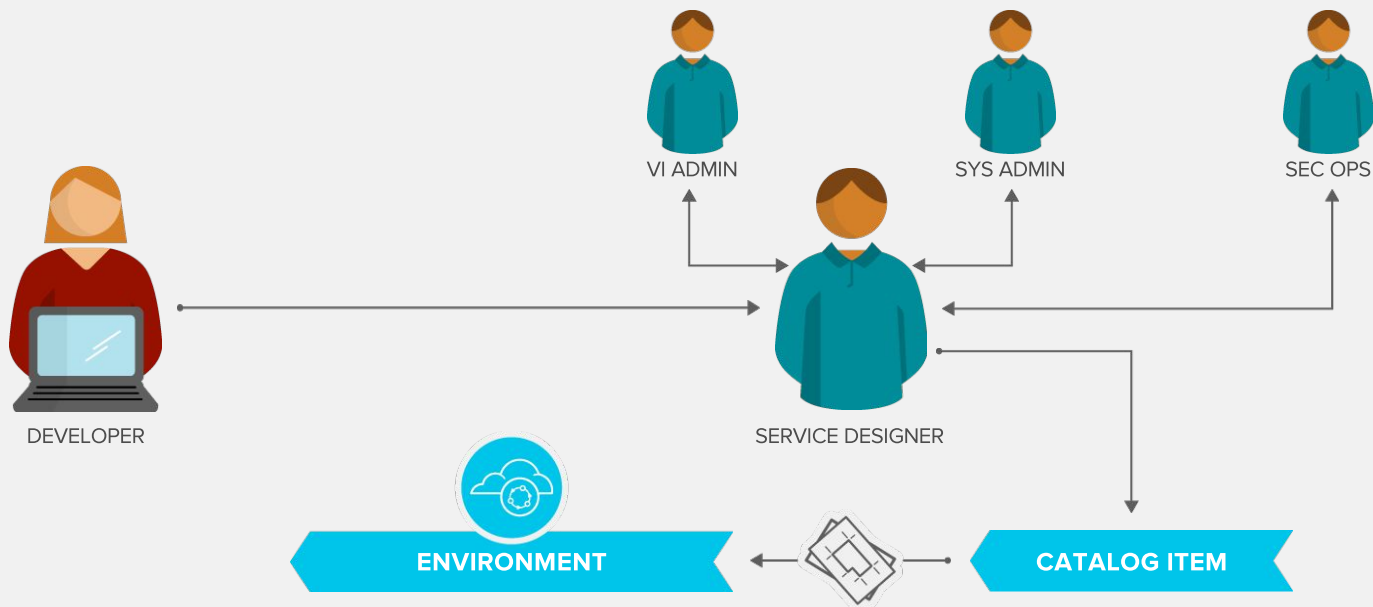 VI ADMIN
SYS ADMIN
SEC OPS
DEVELOPER
SERVICE DESIGNER
ENVIRONMENT
CATALOG ITEM